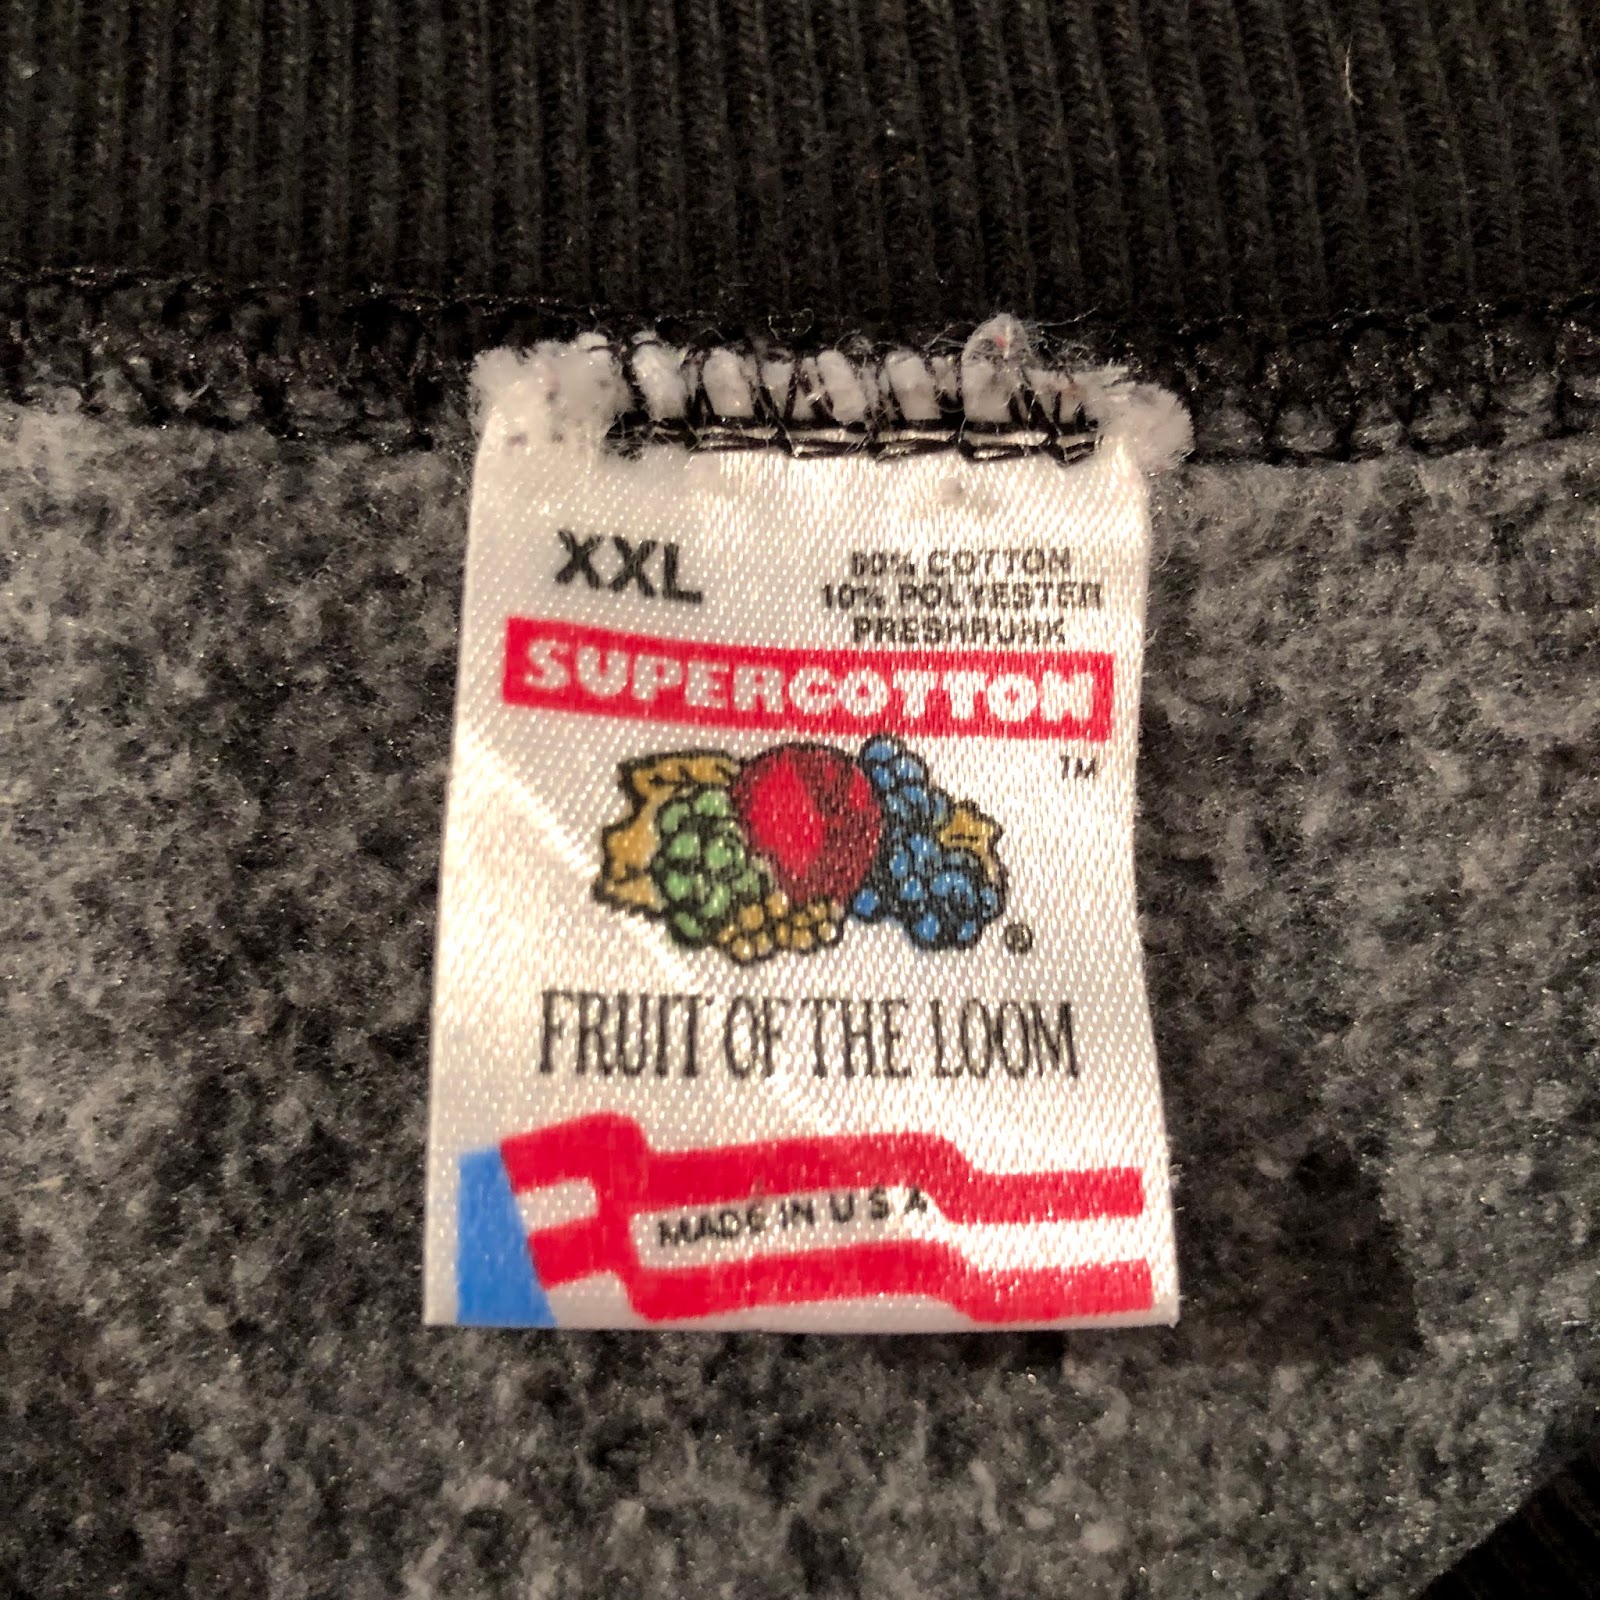 XXL
90% COTTON
10% POLYESTER
PRESHRUNK
SUPERCOTTON
TM
®
FRUIT OF THE LOOM
MADE IN U S A